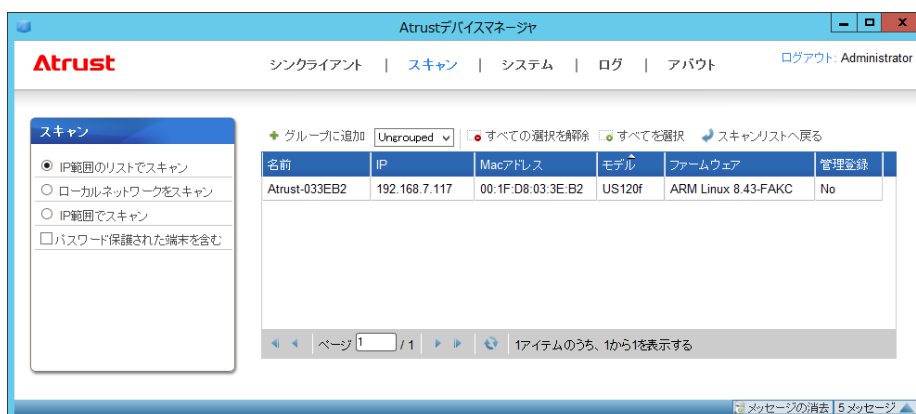 Atrustデバイスマネージャ
Atrust
シンクライアント | スキャン | システム | ログ | アバウト
ログアウト: Administrator
スキャン
IP範囲のリストでスキャン
ローカルネットワークをスキャン
IP範囲でスキャン
パスワード保護された端末を含む
グループに追加 Ungrouped すべての選択を解除 すべてを選択 スキャンリストへ戻る
名前 IP Macアドレス モデル ファームウェア 管理登録
Atrust-033EB2 192.168.7.117 00:1F:D8:03:3E:B2 US120f ARM Linux 8.43-FAKC No
ページ 1 / 1 1アイテムのうち、1から1を表示する
メッセージの消去 5メッセージ